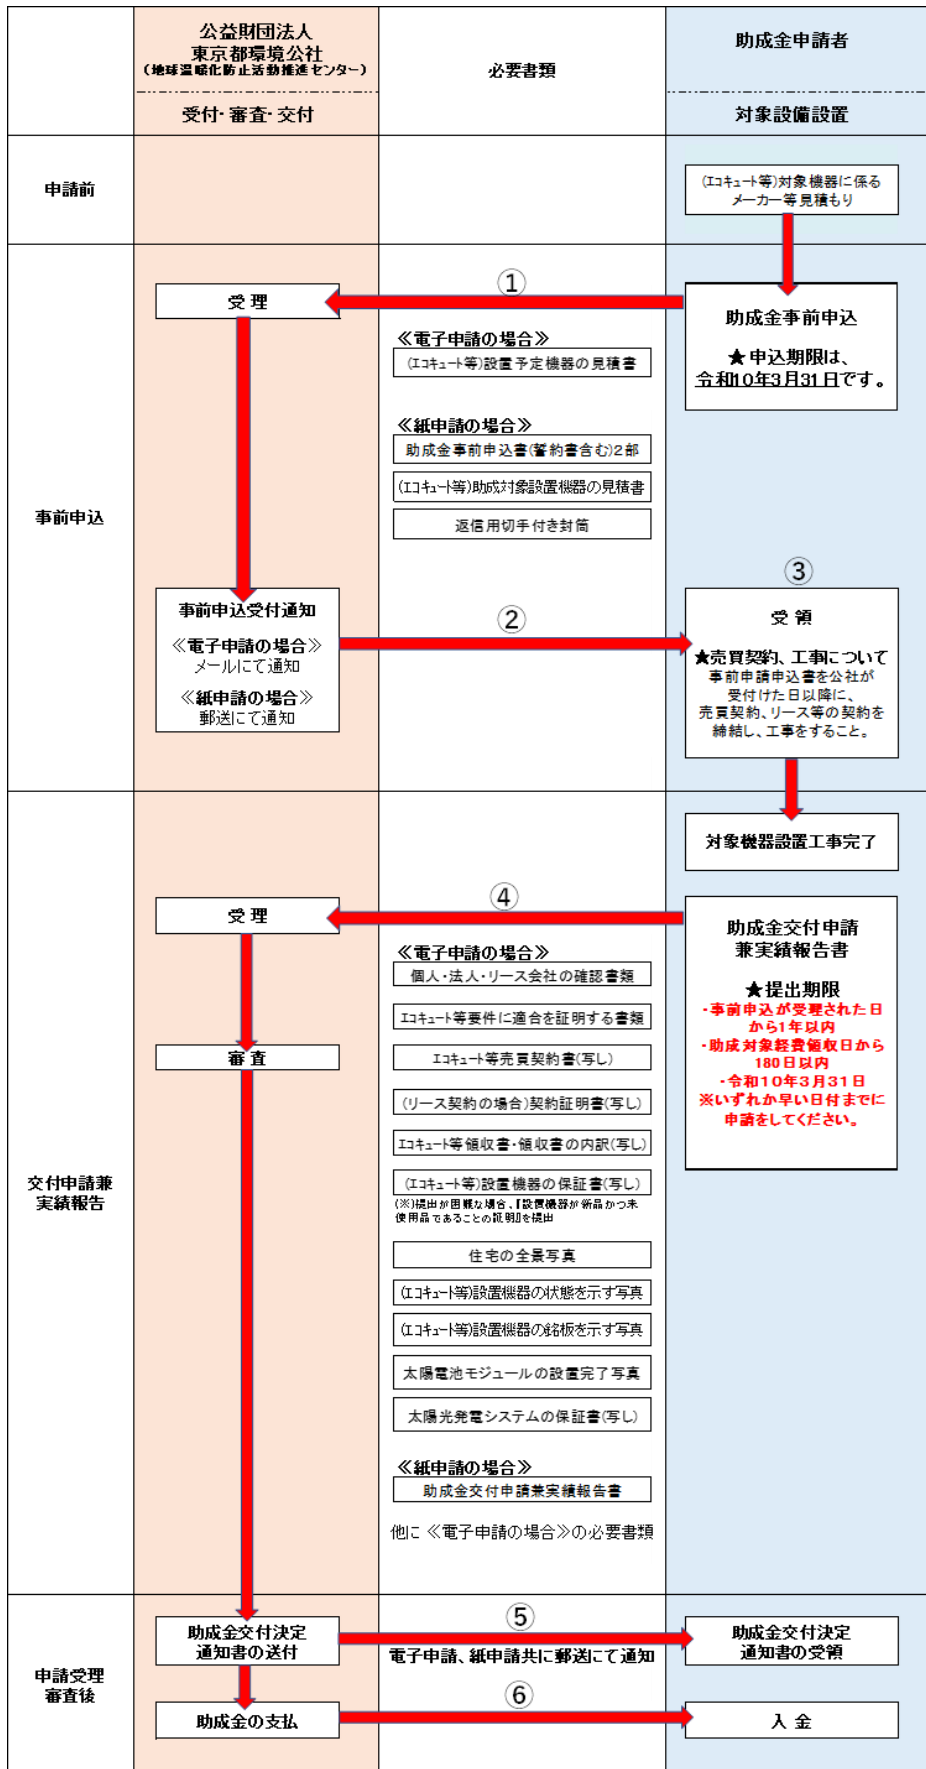 公益財団法人
東京都環境公社
(地球温暖化防止活動推進センター)
受付・審査・交付
必要書類
助成金申請者
対象設備設置
申請前
(エコキュート等)対象機器に係る
メーカー等見積もり
事前申込
①
受 理
助成金事前申込
★申込期限は、
令和10年3月31日です。
≪電子申請の場合≫
(エコキュート等)設置予定機器の見積書
≪紙申請の場合≫
助成金事前申込書(誓約書含む)2部
(エコキュート等)助成対象設置機器の見積書
返信用切手付き封筒
事前申込受付通知
≪電子申請の場合≫
メールにて通知
≪紙申請の場合≫
郵送にて通知
②
③
受 領
★売買契約、工事について
事前申請申込書を公社が
受付けた日以降に、
売買契約、リース等の契約を
締結し、工事をすること。
交付申請兼
実績報告
対象機器設置工事完了
④
受 理
審 査
助成金交付申請
兼実績報告書
★提出期限
・事前申込が受理された日
から1年以内
・助成対象経費領収日から
180日以内
・令和10年3月31日
※いずれか早い日付までに
申請をしてください。
≪電子申請の場合≫
個人・法人・リース会社の確認書類
エコキュート等要件に適合を証明する書類
エコキュート等売買契約書(写し)
(リース契約の場合)契約証明書(写し)
エコキュート等領収書・領収書の内訳(写し)
(エコキュート等)設置機器の保証書(写し)
(※)提出が困難な場合、『設置機器が新品かつ未
使用品であることの証明』を提出
住宅の全景写真
(エコキュート等)設置機器の状態を示す写真
(エコキュート等)設置機器の銘板を示す写真
太陽電池モジュールの設置完了写真
太陽光発電システムの保証書(写し)
≪紙申請の場合≫
助成金交付申請兼実績報告書
他に ≪電子申請の場合≫の必要書類
申請受理
審査後
助成金交付決定
通知書の送付
⑤
電子申請、紙申請共に郵送にて通知
助成金交付決定
通知書の受領
助成金の支払
⑥
入 金